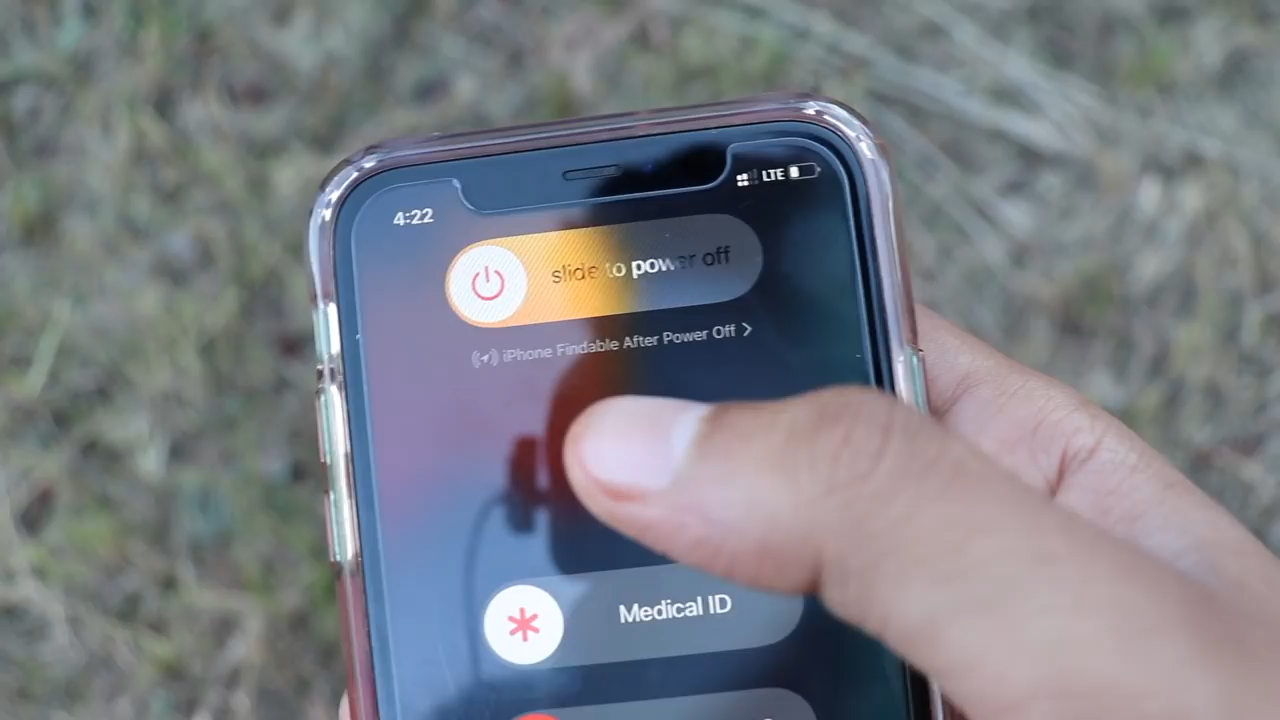 4:22
LTE
slide to power off
iPhone Findable After Power Off
Medical ID